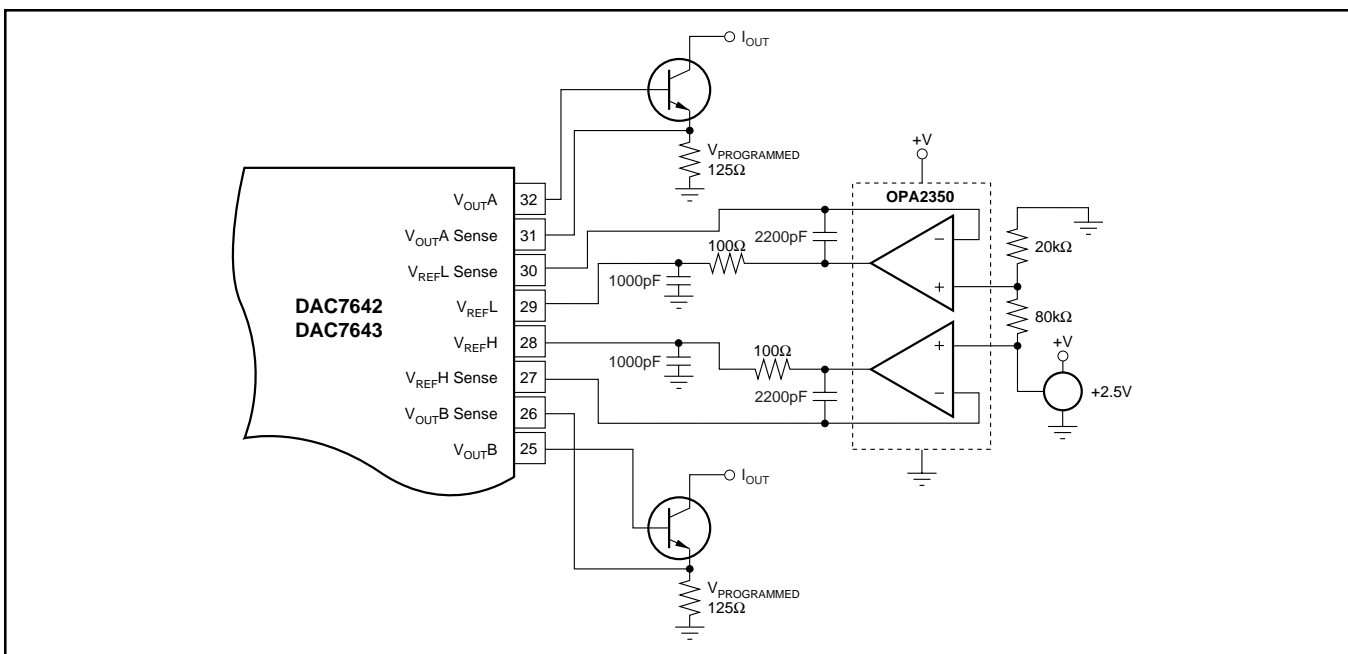 I_OUT
V_PROGRAMMED
125Ω
DAC7642
DAC7643
V_OUTA
32
V_OUTA Sense
31
V_REFL Sense
30
V_REFL
29
V_REFH
28
V_REFH Sense
27
V_OUTB Sense
26
V_OUTB
25
1000pF
100Ω
2200pF
1000pF
100Ω
2200pF
+V
OPA2350
−
+
+
−
20kΩ
80kΩ
+V
+2.5V
I_OUT
V_PROGRAMMED
125Ω